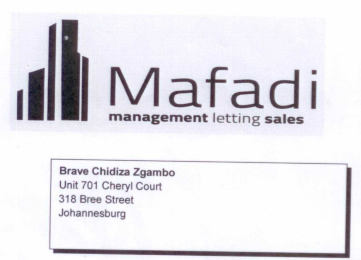 Mafadi
management letting sales
Brave Chidiza Zgambo
Unit 701 Cheryl Court
318 Bree Street
Johannesburg